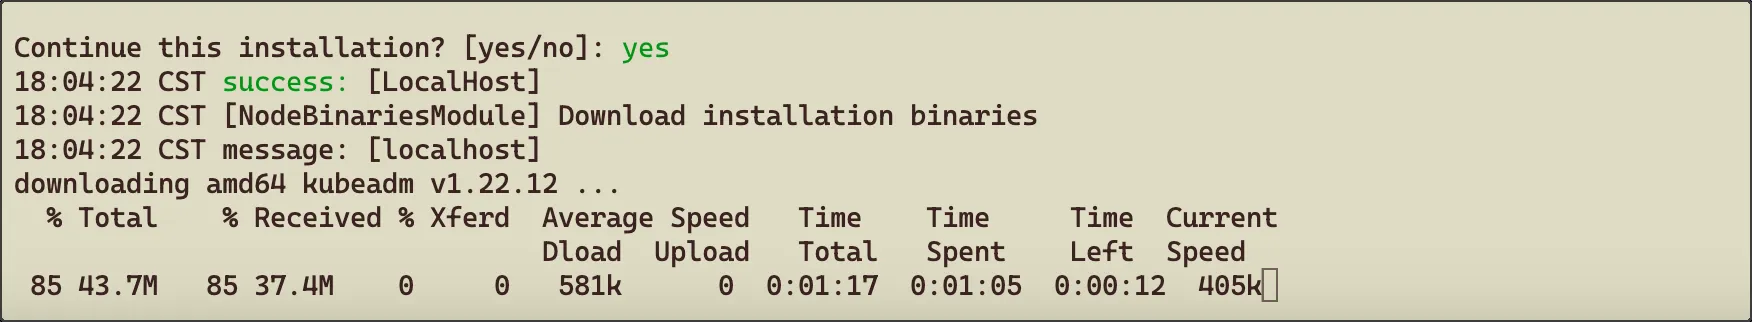 Continue this installation? [yes/no]: yes
18:04:22 CST success: [LocalHost]
18:04:22 CST [NodeBinariesModule] Download installation binaries
18:04:22 CST message: [localhost]
downloading amd64 kubeadm v1.22.12 ...
  % Total    % Received % Xferd  Average Speed   Time    Time     Time  Current
                                 Dload  Upload   Total   Spent    Left  Speed
 85 43.7M   85 37.4M    0     0   581k      0  0:01:17  0:01:05  0:00:12  405k